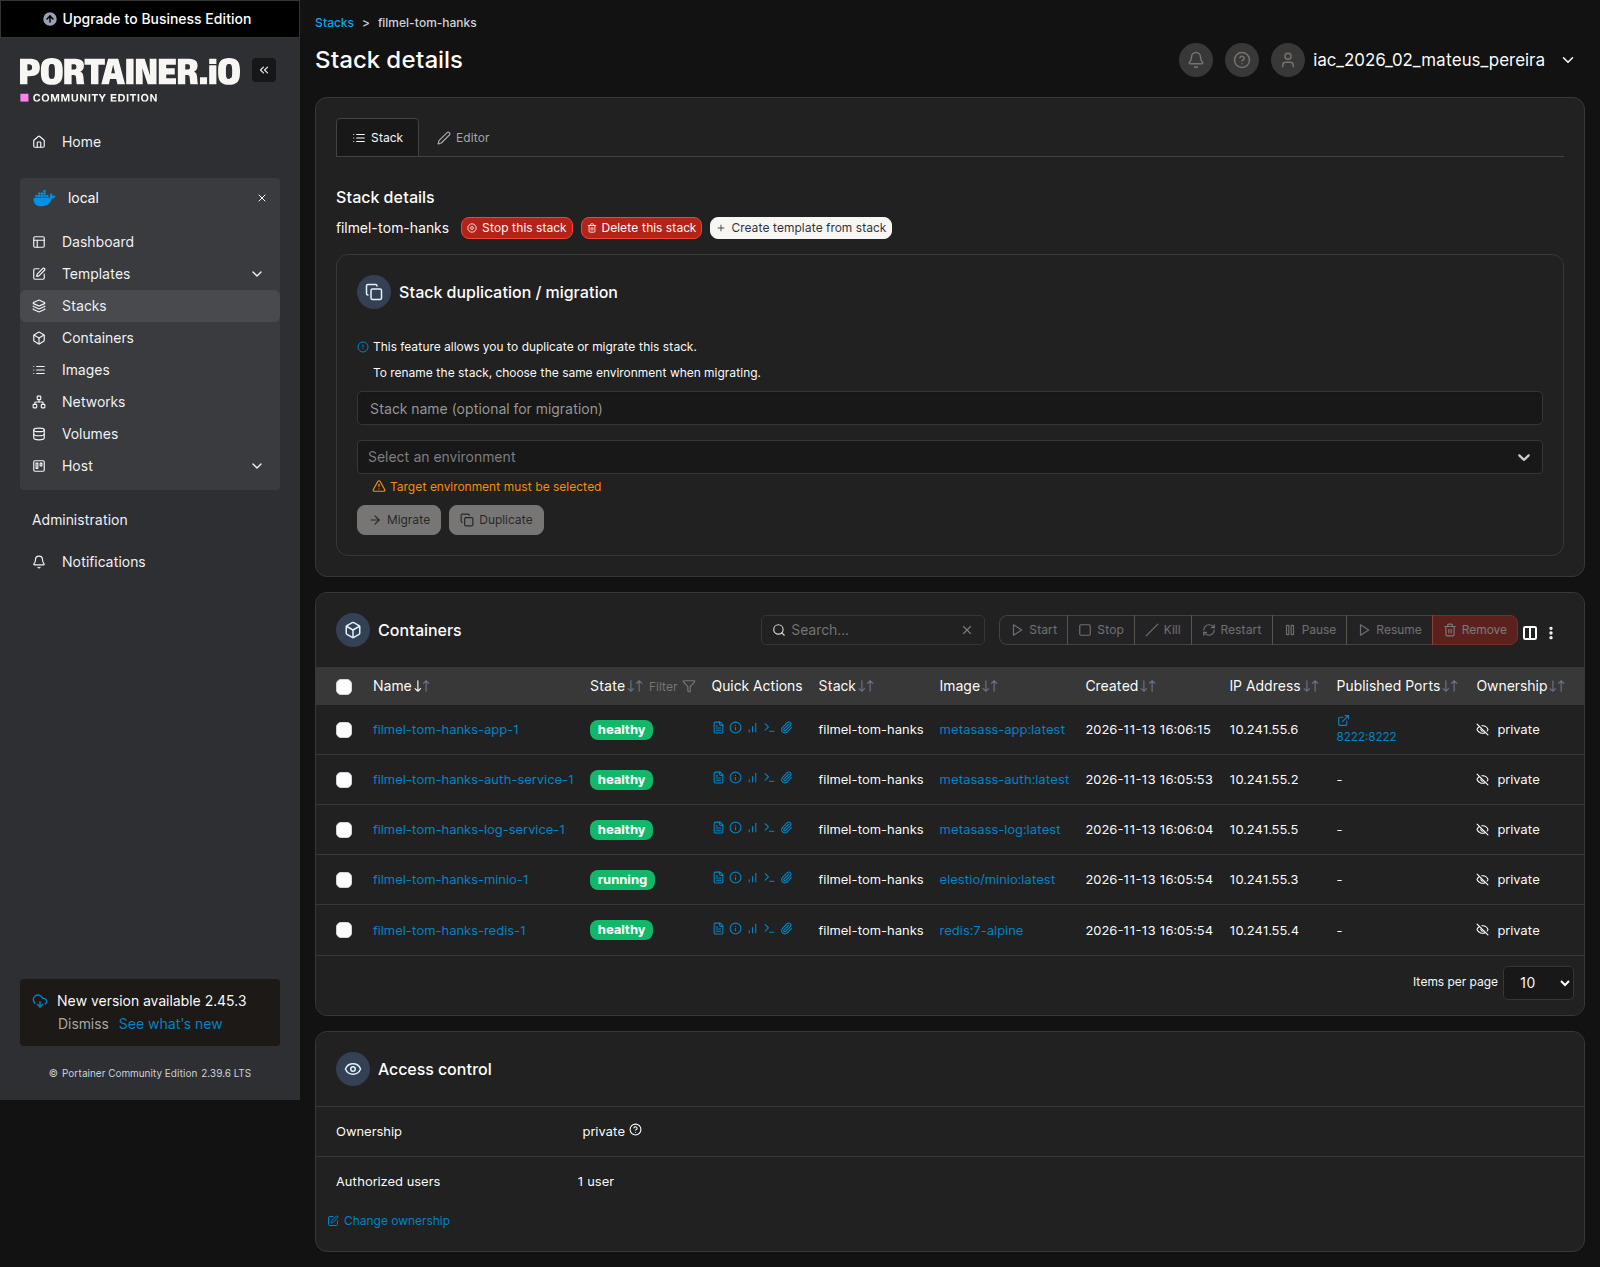 Upgrade to Business Edition
PORTAINER.iO
COMMUNITY EDITION
Home
local
Dashboard
Templates
Stacks
Containers
Images
Networks
Volumes
Host
Administration
Notifications
New version available 2.45.3
Dismiss See what's new
© Portainer Community Edition 2.39.6 LTS
Stacks > filmel-tom-hanks
Stack details
iac_2026_02_mateus_pereira
Stack Editor
Stack details
filmel-tom-hanks Stop this stack Delete this stack Create template from stack
Stack duplication / migration
This feature allows you to duplicate or migrate this stack.
To rename the stack, choose the same environment when migrating.
Stack name (optional for migration)
Select an environment
Target environment must be selected
Migrate Duplicate
Containers Search... Start Stop Kill Restart Pause Resume Remove
Name State Filter Quick Actions Stack Image Created IP Address Published Ports Ownership
filmel-tom-hanks-app-1 healthy filmel-tom-hanks metasass-app:latest 2026-11-13 16:06:15 10.241.55.6 8222:8222 private
filmel-tom-hanks-auth-service-1 healthy filmel-tom-hanks metasass-auth:latest 2026-11-13 16:05:53 10.241.55.2 - private
filmel-tom-hanks-log-service-1 healthy filmel-tom-hanks metasass-log:latest 2026-11-13 16:06:04 10.241.55.5 - private
filmel-tom-hanks-minio-1 running filmel-tom-hanks elestio/minio:latest 2026-11-13 16:05:54 10.241.55.3 - private
filmel-tom-hanks-redis-1 healthy filmel-tom-hanks redis:7-alpine 2026-11-13 16:05:54 10.241.55.4 - private
Items per page 10
Access control
Ownership private
Authorized users 1 user
Change ownership